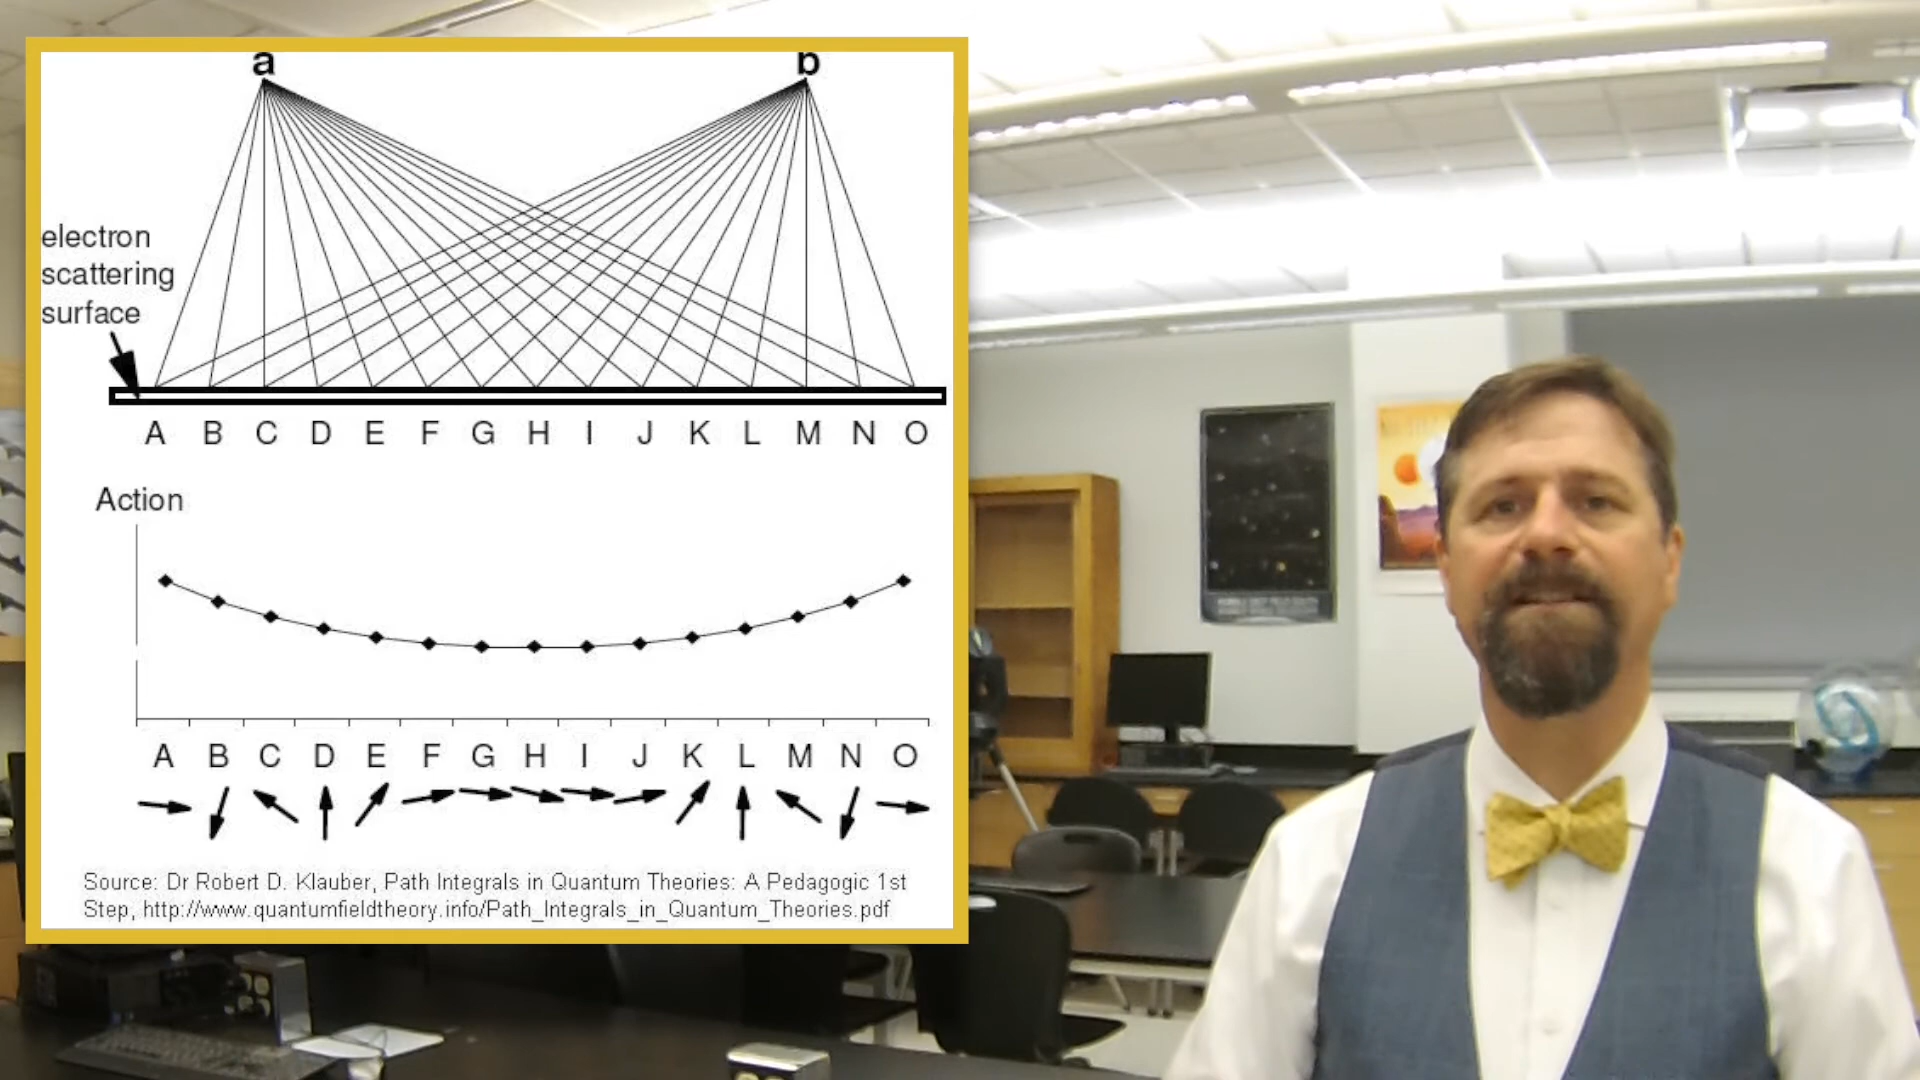 a b
electron
scattering
surface
A B C D E F G H I J K L M N O
Action
A B C D E F G H I J K L M N O
Source: Dr Robert D. Klauber, Path Integrals in Quantum Theories: A Pedagogic 1st
Step, http://www.quantumfieldtheory.info/Path_Integrals_in_Quantum_Theories.pdf